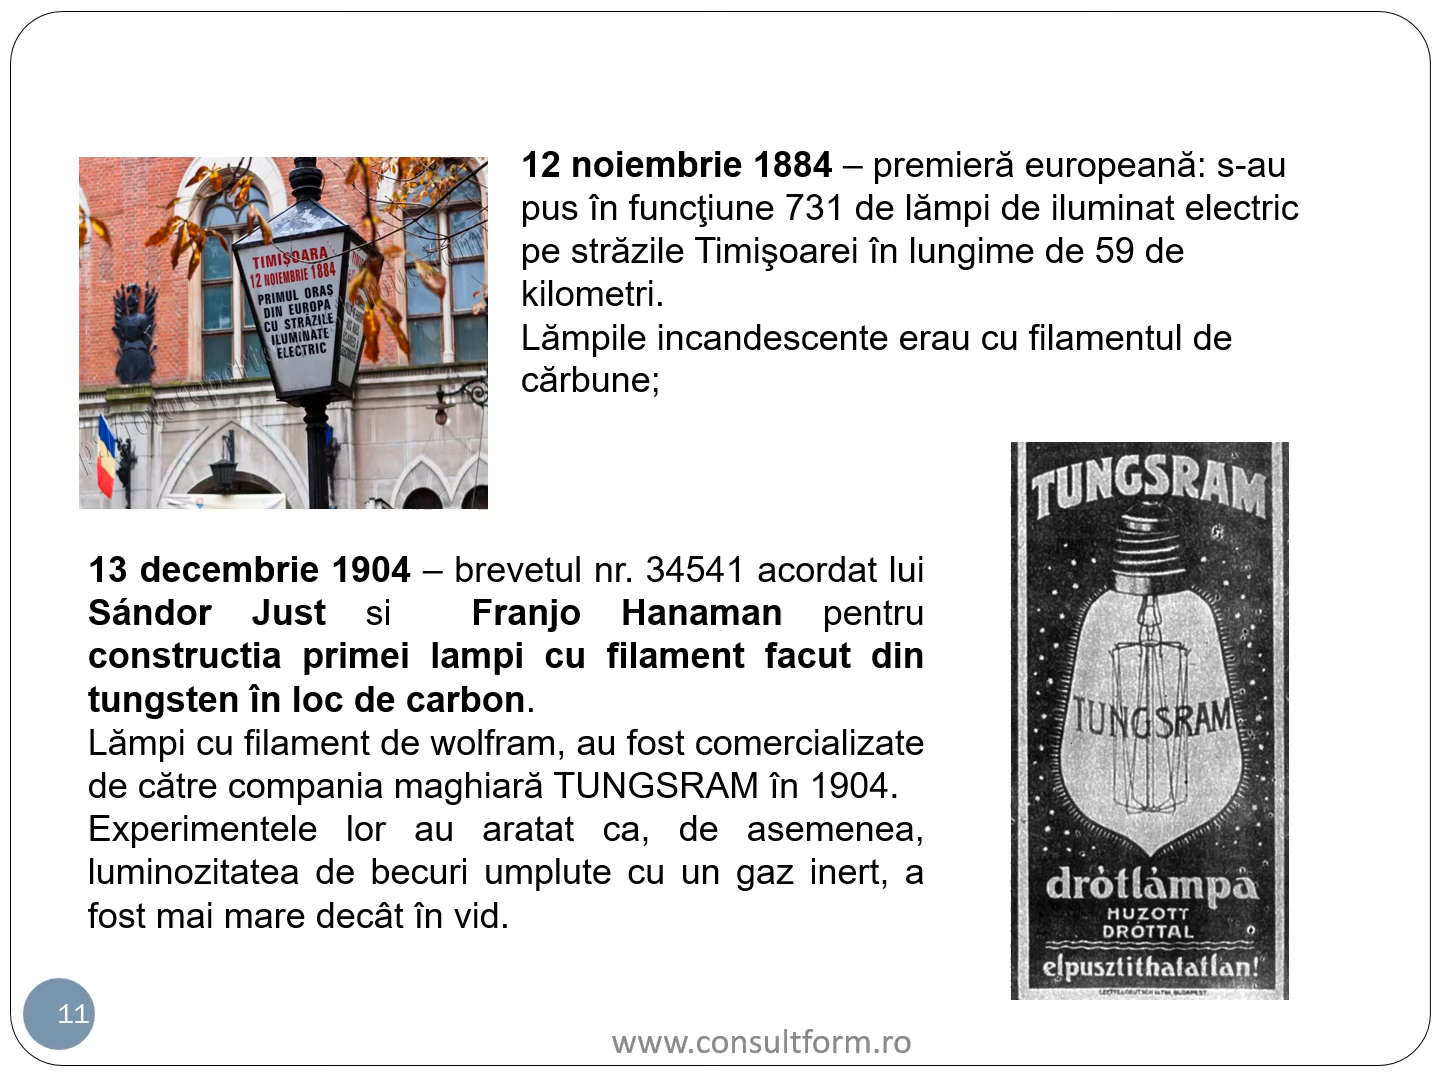 12 noiembrie 1884 – premieră europeană: s-au
pus în funcţiune 731 de lămpi de iluminat electric
pe străzile Timişoarei în lungime de 59 de
kilometri.
Lămpile incandescente erau cu filamentul de
cărbune;
TIMIȘOARA
12 NOIEMBRIE 1884
PRIMUL ORAȘ
DIN EUROPA
CU STRĂZILE
ILUMINATE
ELECTRIC
13 decembrie 1904 – brevetul nr. 34541 acordat lui
Sándor Just si Franjo Hanaman pentru
constructia primei lampi cu filament facut din
tungsten în loc de carbon.
Lămpi cu filament de wolfram, au fost comercializate
de către compania maghiară TUNGSRAM în 1904.
Experimentele lor au aratat ca, de asemenea,
luminozitatea de becuri umplute cu un gaz inert, a
fost mai mare decât în vid.
TUNGSRAM
TUNGSRAM
drótlámpa
HUZOTT
DRÓTTAL
elpusztithatatlan!
11
www.consultform.ro